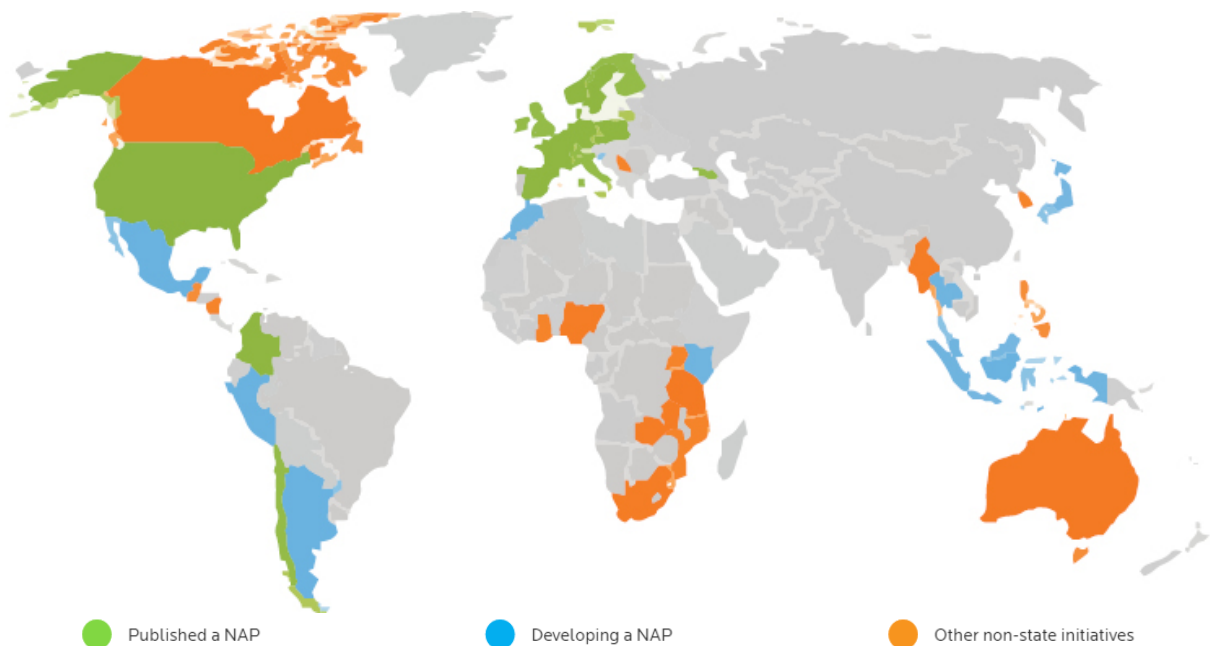 Published a NAP
Developing a NAP
Other non-state initiatives